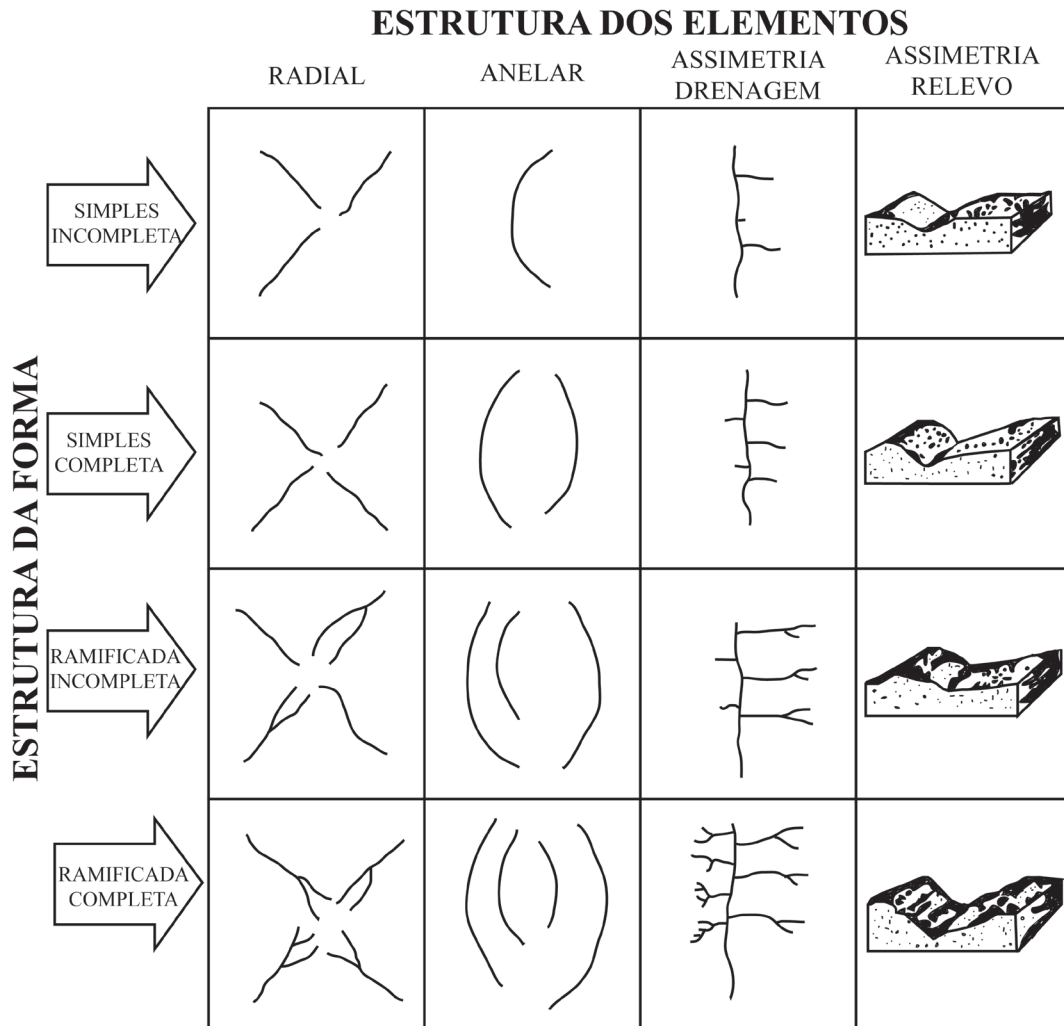 ESTRUTURA DOS ELEMENTOS
RADIAL
ANELAR
ASSIMETRIA
DRENAGEM
ASSIMETRIA
RELEVO
ESTRUTURA DA FORMA
SIMPLES
INCOMPLETA
SIMPLES
COMPLETA
RAMIFICADA
INCOMPLETA
RAMIFICADA
COMPLETA